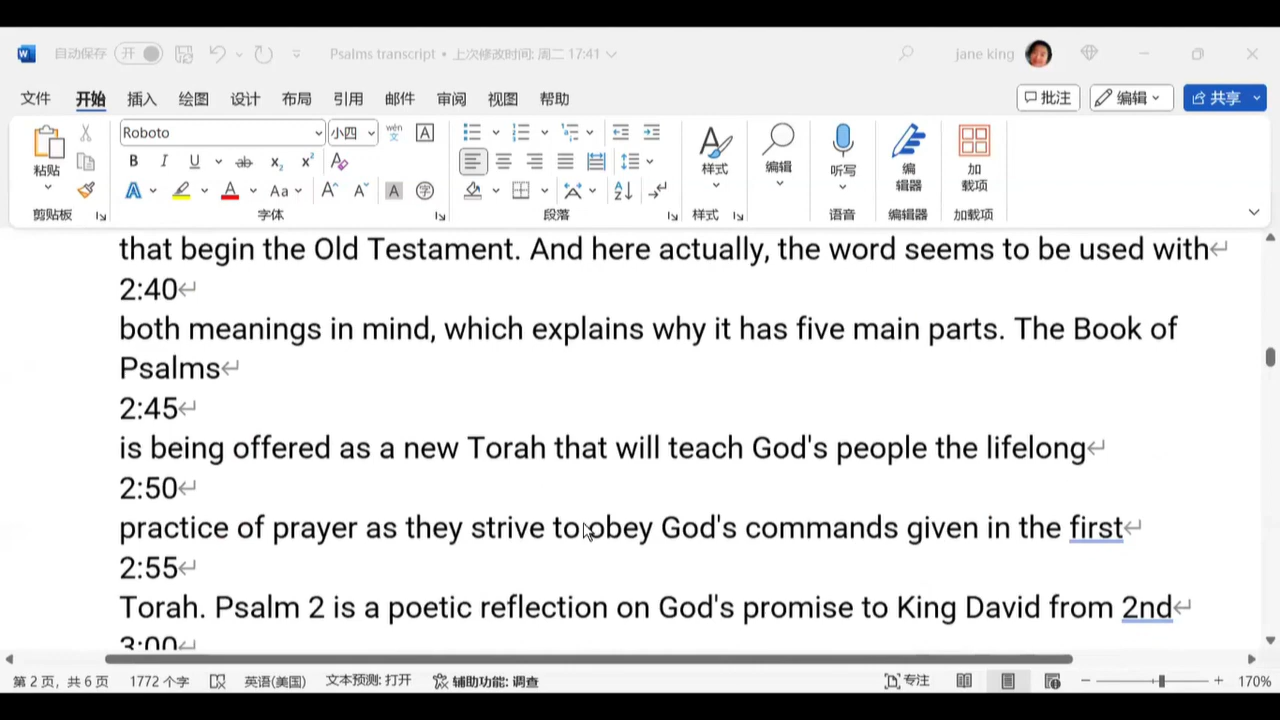 自动保存 开 Psalms transcript • 上次修改时间: 周二 17:41 jane king
文件 开始 插入 绘图 设计 布局 引用 邮件 审阅 视图 帮助 批注 编辑 共享
Roboto 小四 wén 文 A
粘贴 B I U ab x₂ x² A 样式 编辑 听写 编辑器 加载项
A A Aa A A A 字
剪贴板 字体 段落 样式 语音 编辑器 加载项
that begin the Old Testament. And here actually, the word seems to be used with
2:40
both meanings in mind, which explains why it has five main parts. The Book of
Psalms
2:45
is being offered as a new Torah that will teach God's people the lifelong
2:50
practice of prayer as they strive to obey God's commands given in the first
2:55
Torah. Psalm 2 is a poetic reflection on God's promise to King David from 2nd
3:00
第 2 页，共 6 页 1772 个字 英语(美国) 文本预测: 打开 辅助功能: 调查 专注 170%